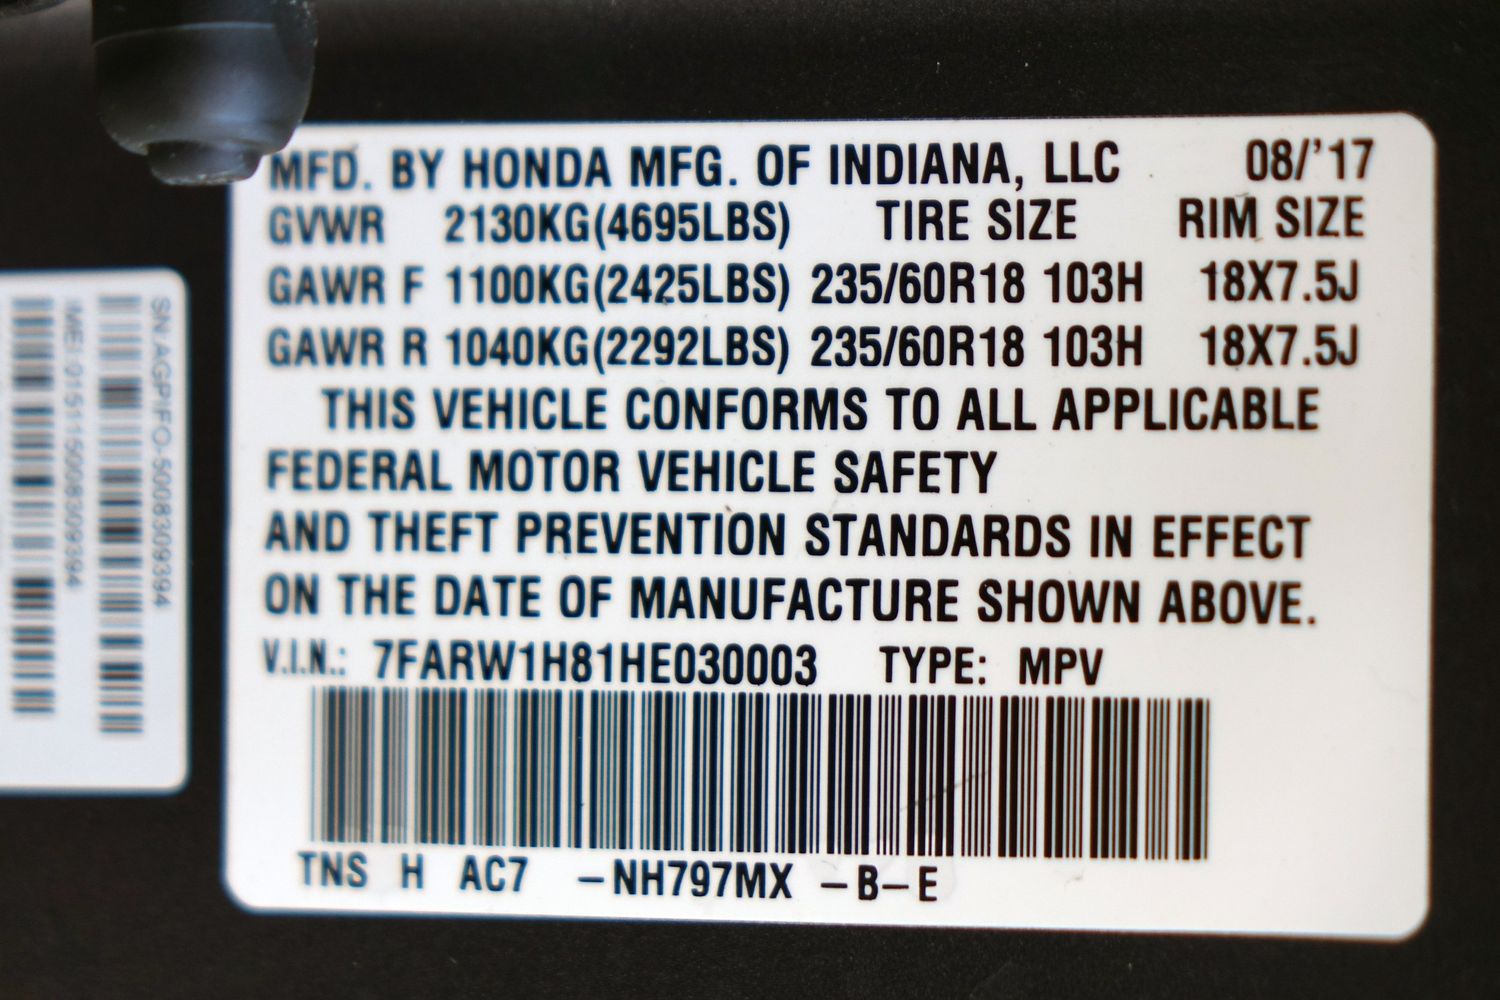 MFD. BY HONDA MFG. OF INDIANA, LLC 08/'17
GVWR 2130KG(4695LBS) TIRE SIZE RIM SIZE
GAWR F 1100KG(2425LBS) 235/60R18 103H 18X7.5J
GAWR R 1040KG(2292LBS) 235/60R18 103H 18X7.5J
THIS VEHICLE CONFORMS TO ALL APPLICABLE
FEDERAL MOTOR VEHICLE SAFETY
AND THEFT PREVENTION STANDARDS IN EFFECT
ON THE DATE OF MANUFACTURE SHOWN ABOVE.
V.I.N.: 7FARW1H81HE030003 TYPE: MPV
TNS H AC7 -NH797MX -B-E
SN:AGPFO-5008309394